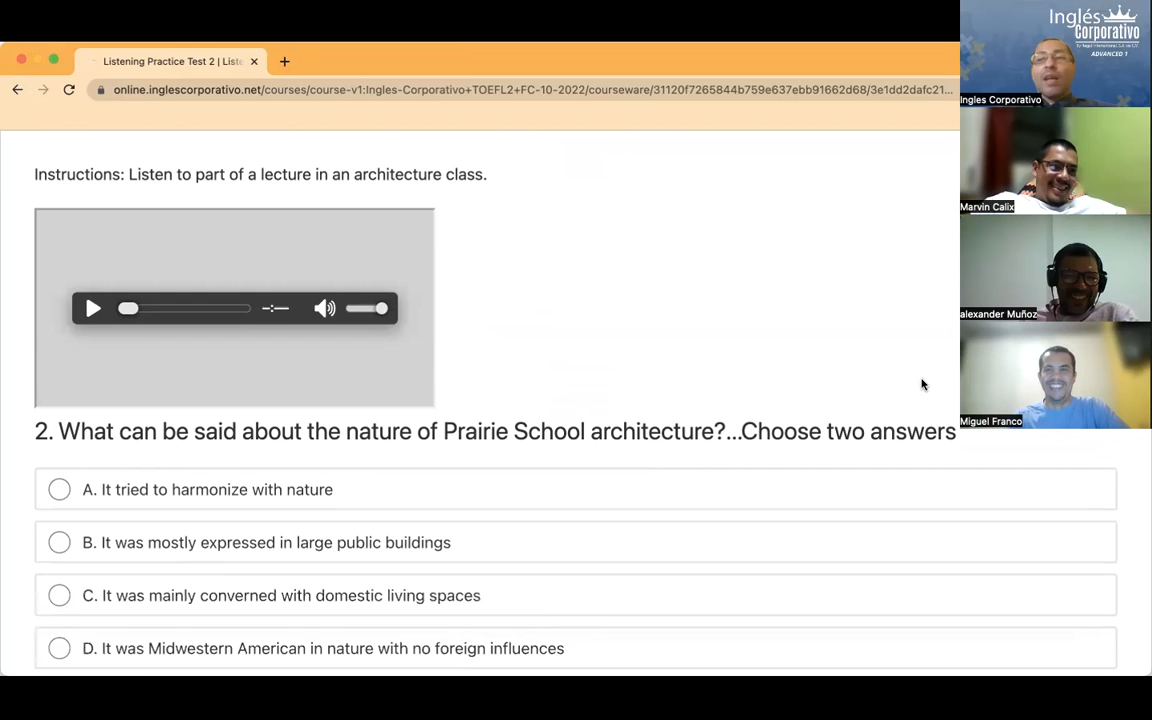 Inglés
Corporativo
ADVANCED 1
Ingles Corporativo
Listening Practice Test 2 | Liste
online.inglescorporativo.net/courses/course-v1:Ingles-Corporativo+TOEFL2+FC-10-2022/courseware/31120f7265844b759e637ebb91662d68/3e1dd2dafc21...
Marvin Calix
alexander Muñoz
Miguel Franco
Instructions: Listen to part of a lecture in an architecture class.
2. What can be said about the nature of Prairie School architecture?...Choose two answers
A. It tried to harmonize with nature
B. It was mostly expressed in large public buildings
C. It was mainly converned with domestic living spaces
D. It was Midwestern American in nature with no foreign influences